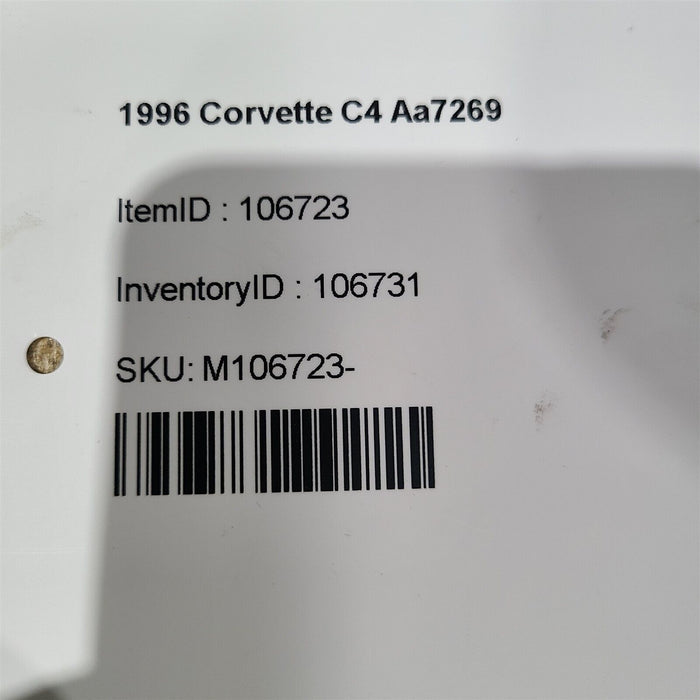 1996 Corvette C4 Aa7269
ItemID : 106723
InventoryID : 106731
SKU: M106723-